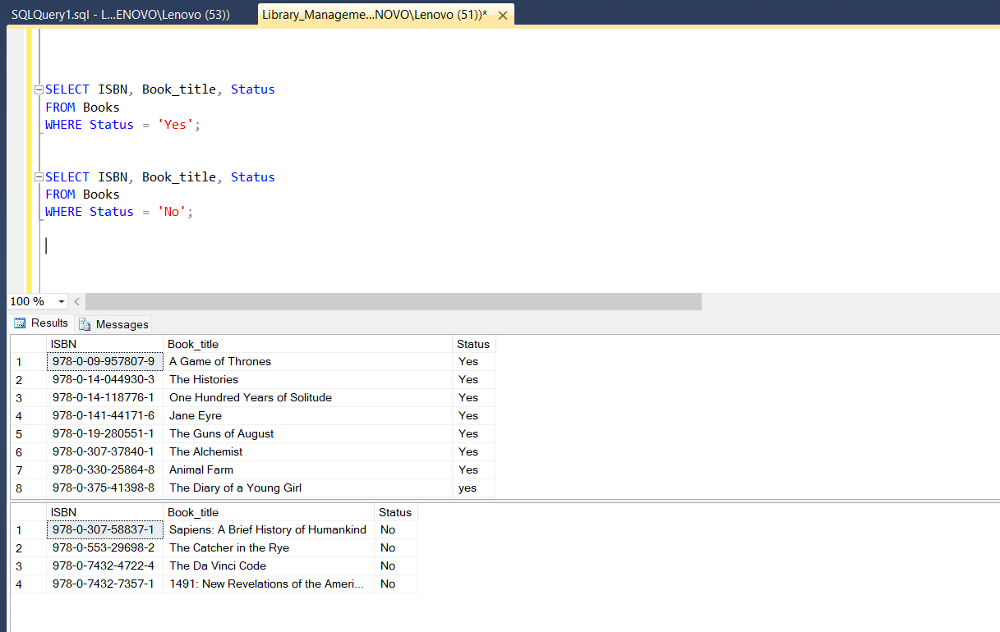 SQLQuery1.sql - L...ENOVO\Lenovo (53)) Library_Manageme...NOVO\Lenovo (51))*
SELECT ISBN, Book_title, Status
FROM Books
WHERE Status = 'Yes';
SELECT ISBN, Book_title, Status
FROM Books
WHERE Status = 'No';
100 %
Results Messages
ISBN Book_title Status
1 978-0-09-957807-9 A Game of Thrones Yes
2 978-0-14-044930-3 The Histories Yes
3 978-0-14-118776-1 One Hundred Years of Solitude Yes
4 978-0-141-44171-6 Jane Eyre Yes
5 978-0-19-280551-1 The Guns of August Yes
6 978-0-307-37840-1 The Alchemist Yes
7 978-0-330-25864-8 Animal Farm Yes
8 978-0-375-41398-8 The Diary of a Young Girl yes
ISBN Book_title Status
1 978-0-307-58837-1 Sapiens: A Brief History of Humankind No
2 978-0-553-29698-2 The Catcher in the Rye No
3 978-0-7432-4722-4 The Da Vinci Code No
4 978-0-7432-7357-1 1491: New Revelations of the Ameri... No